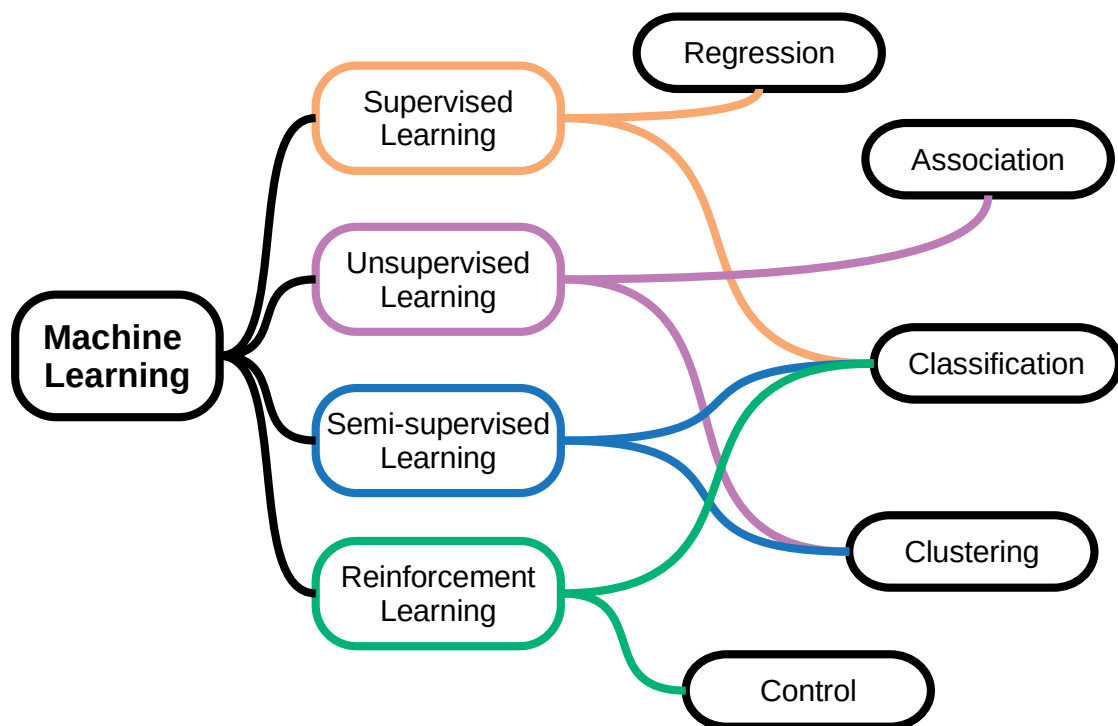 Machine
Learning
Supervised
Learning
Unsupervised
Learning
Semi-supervised
Learning
Reinforcement
Learning
Regression
Association
Classification
Clustering
Control